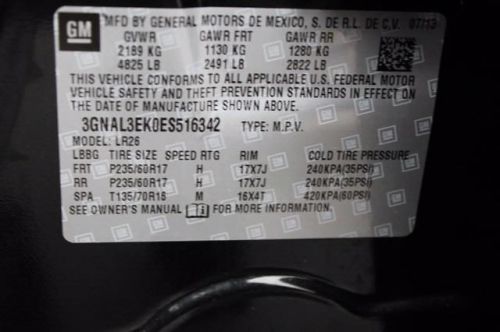 GM
MFD BY GENERAL MOTORS DE MEXICO, S. DE R.L. DE C.V. 07/13
GVWR GAWR FRT GAWR RR
2189 KG 1130 KG 1280 KG
4825 LB 2491 LB 2822 LB
THIS VEHICLE CONFORMS TO ALL APPLICABLE U.S. FEDERAL MOTOR
VEHICLE SAFETY AND THEFT PREVENTION STANDARDS IN EFFECT ON
THE DATE OF MANUFACTURE SHOWN ABOVE.
3GNAL3EK0ES516342 TYPE: M.P.V.
MODEL: LR26
LBBG TIRE SIZE SPEED RTG RIM COLD TIRE PRESSURE
FRT P235/60R17 H 17X7J 240KPA(35PSI)
RR P235/60R17 H 17X7J 240KPA(35PSI)
SPA T135/70R16 M 16X4T 420KPA(60PSI)
SEE OWNER'S MANUAL FOR MORE INFORMATION.